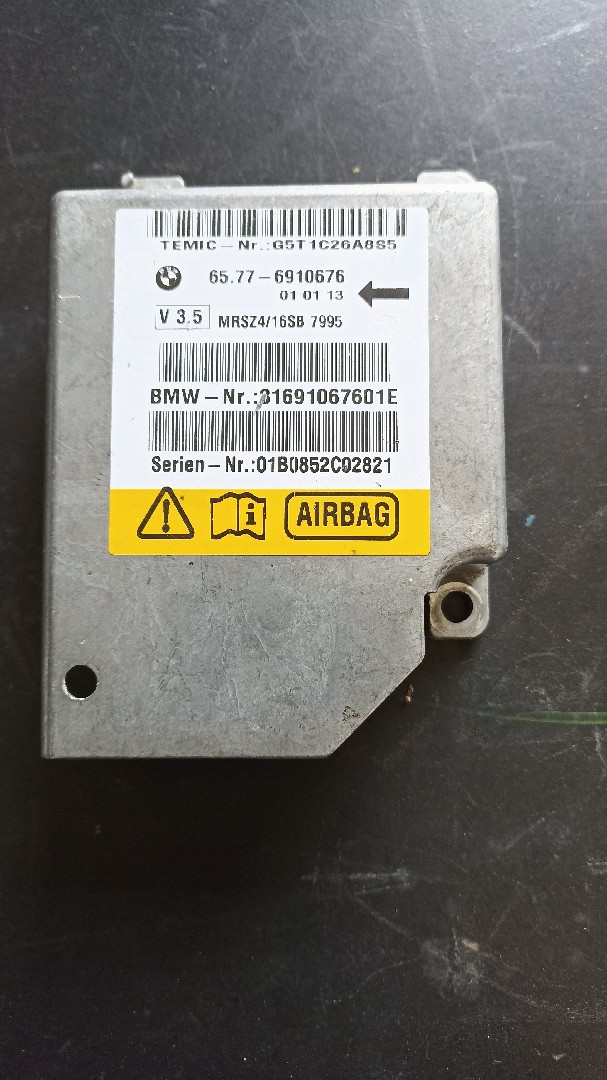 TEMIC-Nr.:G5T1C26A8S5
65.77-6910676
01 01 13
V 3.5
MRSZ4/16SB 7995
BMW-Nr.:31691067601E
Serien-Nr.:01B0852C02821
i
AIRBAG